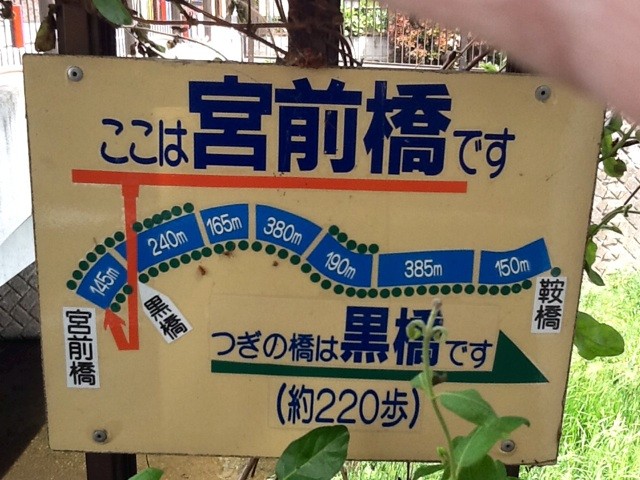 ここは宮前橋です
145m 240m 165m 380m 190m 385m 150m
宮前橋
黒橋
鞍橋
つぎの橋は黒橋です
(約220歩)